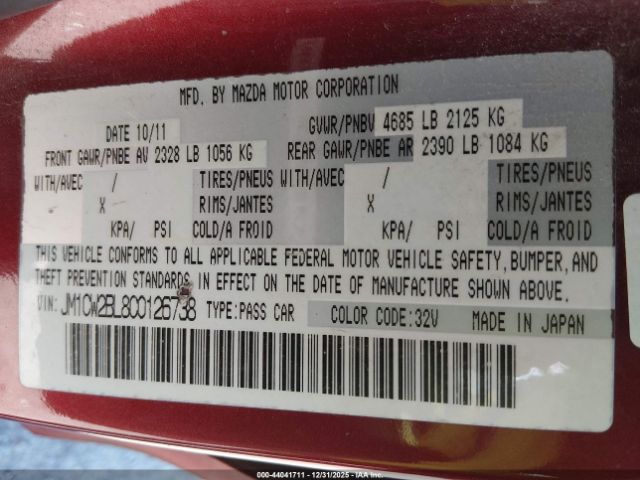 MFD. BY MAZDA MOTOR CORPORATION
DATE 10/11 GVWR/PNBV 4685 LB 2125 KG
FRONT GAWR/PNBE AV 2328 LB 1056 KG REAR GAWR/PNBE AR 2390 LB 1084 KG
WITH/AVEC / TIRES/PNEUS WITH/AVEC / TIRES/PNEUS
X RIMS/JANTES X RIMS/JANTES
KPA/ PSI COLD/A FROID KPA/ PSI COLD/A FROID
THIS VEHICLE CONFORMS TO ALL APPLICABLE FEDERAL MOTOR VEHICLE SAFETY, BUMPER, AND
THEFT PREVENTION STANDARDS IN EFFECT ON THE DATE OF MANUFACTURE SHOWN ABOVE.
VIN: JM1CW2BL8C0126738 TYPE:PASS CAR COLOR CODE:32V MADE IN JAPAN
000-44041711 - 12/31/2025 - IAA Inc. Copyright